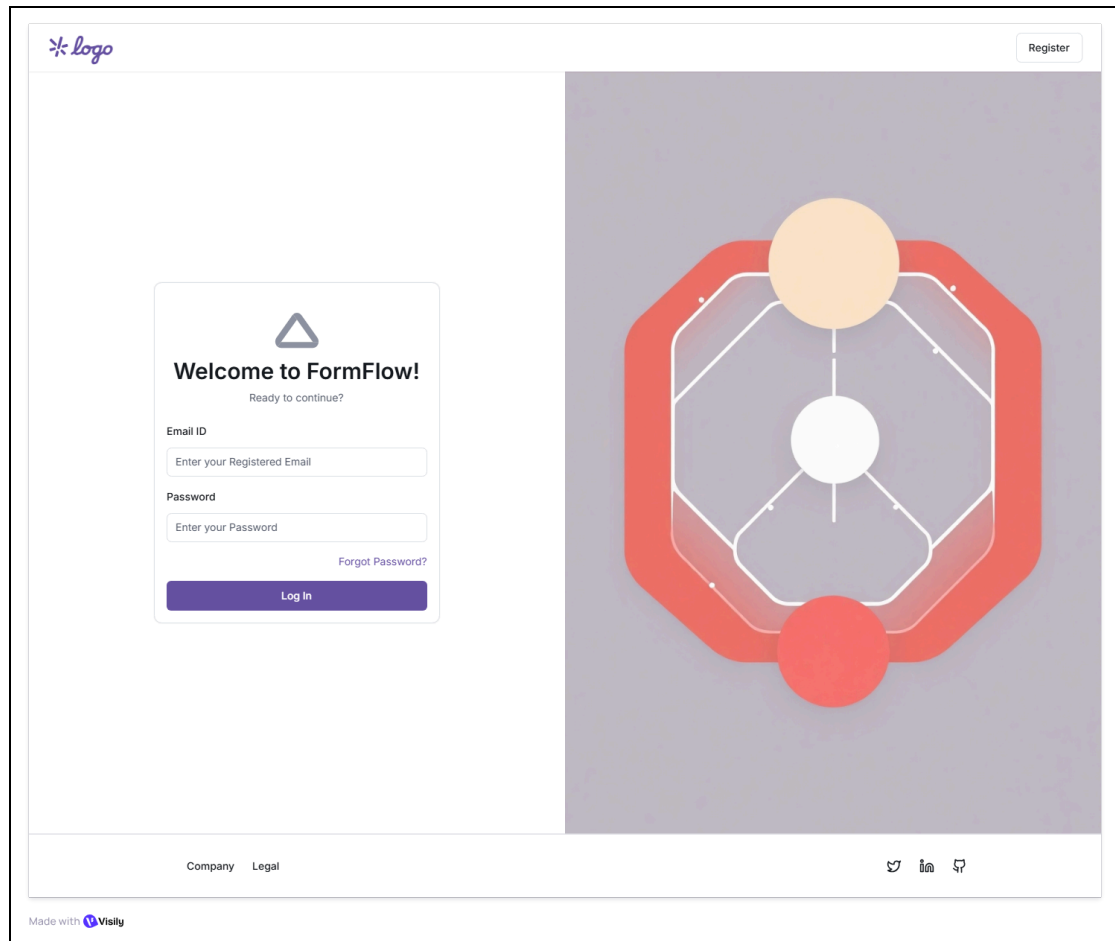 logo
Register
Welcome to FormFlow!
Ready to continue?
Email ID
Enter your Registered Email
Password
Enter your Password
Forgot Password?
Log In
Company Legal
Made with Visily